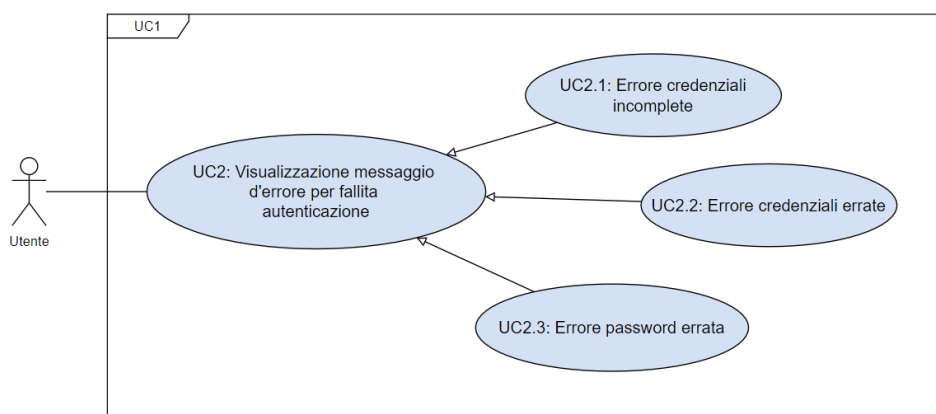 UC1
UC2.1: Errore credenziali
incomplete
UC2: Visualizzazione messaggio
d'errore per fallita
autenticazione
UC2.2: Errore credenziali errate
Utente
UC2.3: Errore password errata